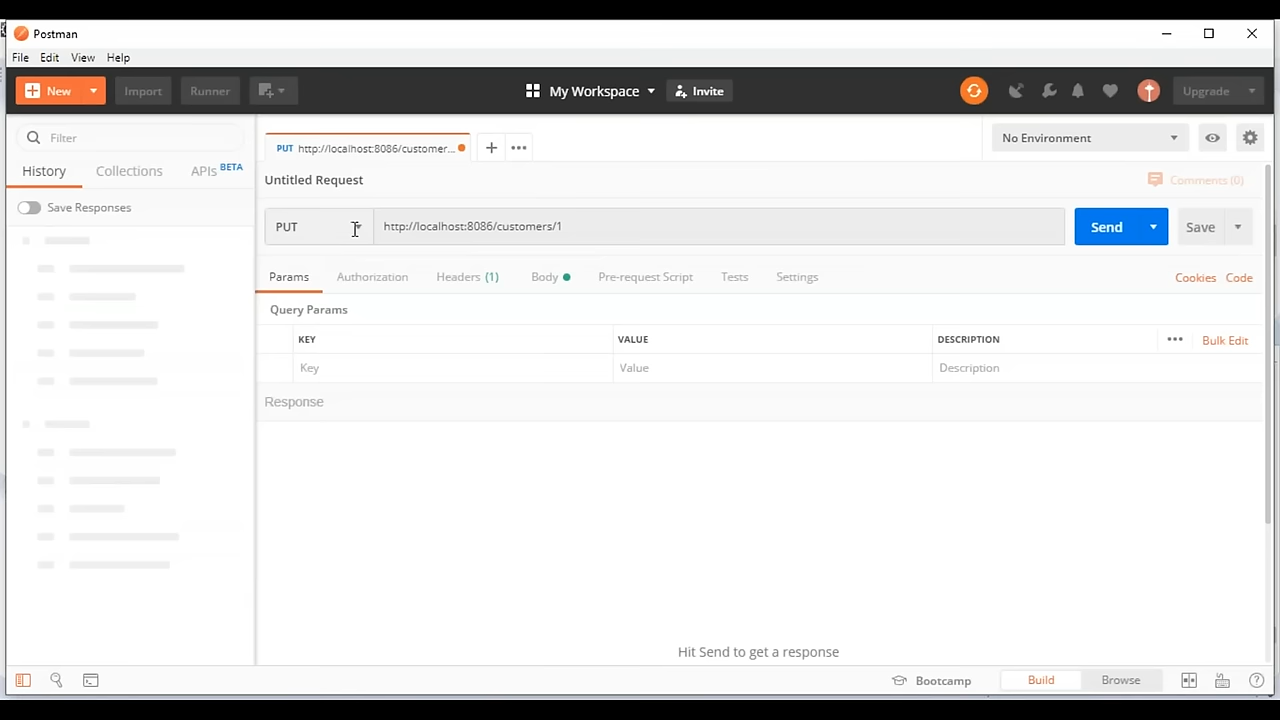 Postman
File Edit View Help
New Import Runner My Workspace Invite Upgrade
Filter
History Collections APIs BETA
Save Responses
PUT http://localhost:8086/customer... + •••
No Environment
Untitled Request
Comments (0)
PUT http://localhost:8086/customers/1 Send Save
Params Authorization Headers (1) Body Pre-request Script Tests Settings Cookies Code
Query Params
KEY VALUE DESCRIPTION ••• Bulk Edit
Key Value Description
Response
Hit Send to get a response
Bootcamp Build Browse